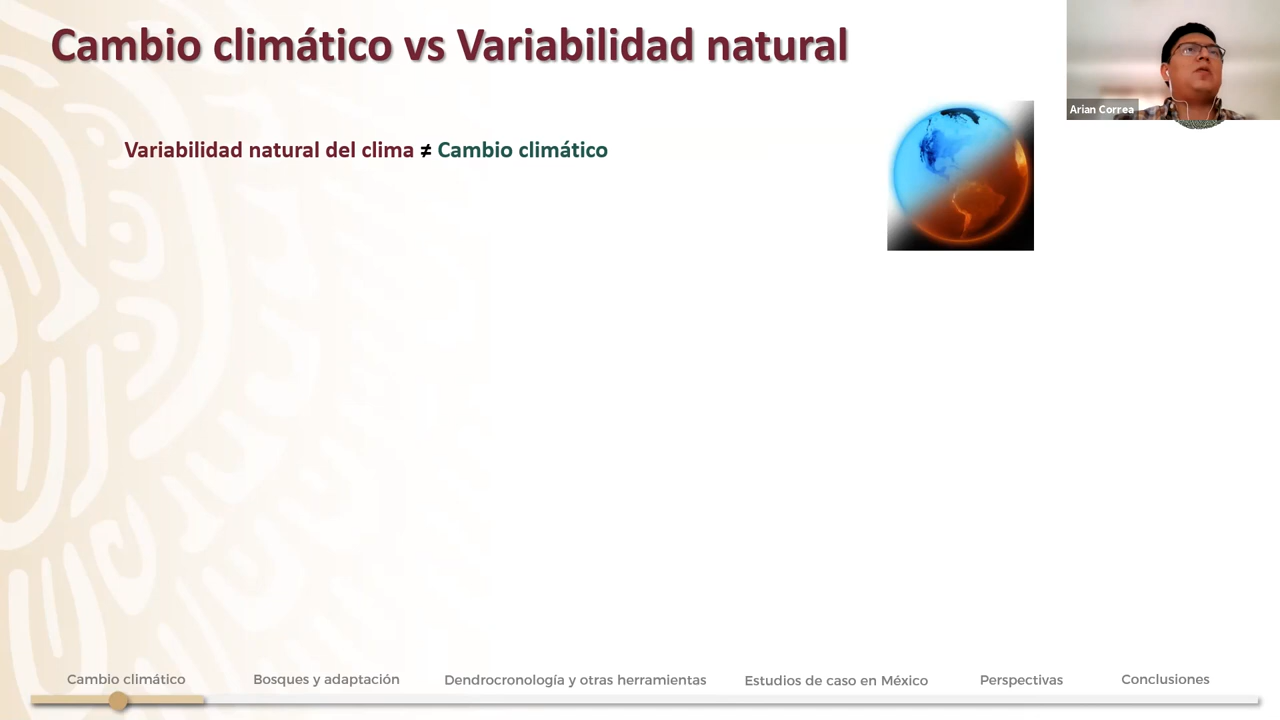 Cambio climático vs Variabilidad natural
Arian Correa
Variabilidad natural del clima ≠ Cambio climático
Cambio climático
Bosques y adaptación
Dendrocronología y otras herramientas
Estudios de caso en México
Perspectivas
Conclusiones